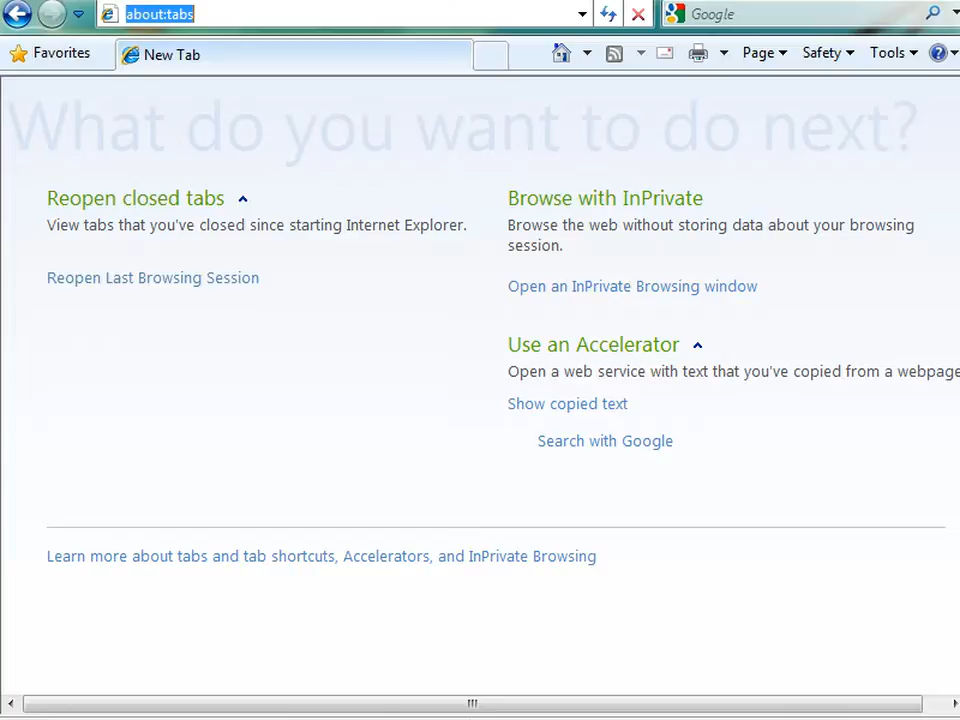 about:tabs
Google
Favorites
New Tab
Page
Safety
Tools
What do you want to do next?
Reopen closed tabs
View tabs that you've closed since starting Internet Explorer.
Reopen Last Browsing Session
Browse with InPrivate
Browse the web without storing data about your browsing
session.
Open an InPrivate Browsing window
Use an Accelerator
Open a web service with text that you've copied from a webpage
Show copied text
Search with Google
Learn more about tabs and tab shortcuts, Accelerators, and InPrivate Browsing